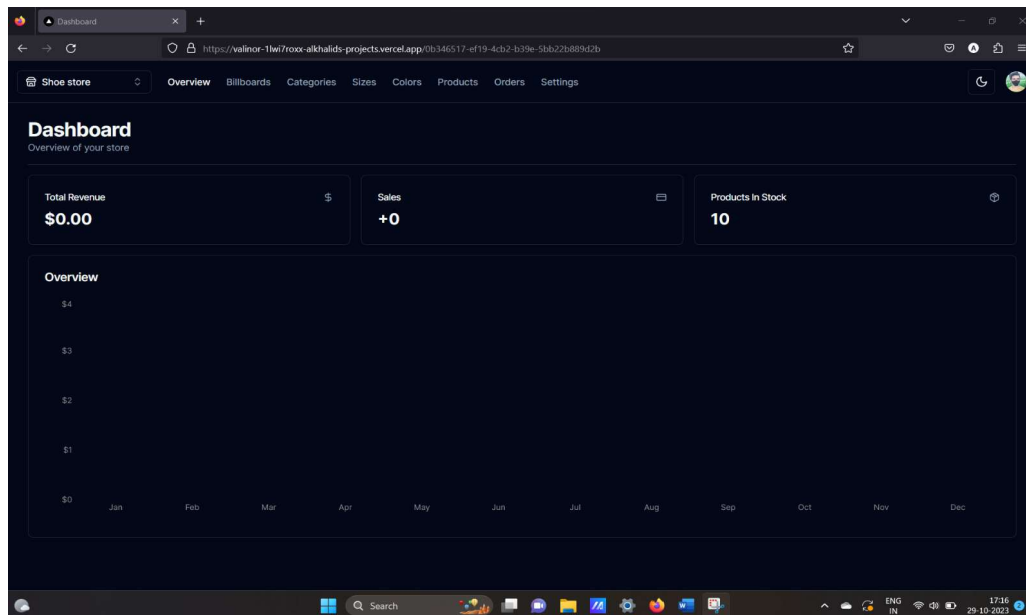 Dashboard
https://valinor-1lwi7roxx-alkhalids-projects.vercel.app/0b346517-ef19-4cb2-b39e-5bb22b889d2b
Shoe store Overview Billboards Categories Sizes Colors Products Orders Settings
Dashboard
Overview of your store
Total Revenue $ Sales Products In Stock
$0.00 +0 10
Overview
$4
$3
$2
$1
$0
Jan Feb Mar Apr May Jun Jul Aug Sep Oct Nov Dec
Search ENG 17:16
IN 29-10-2023